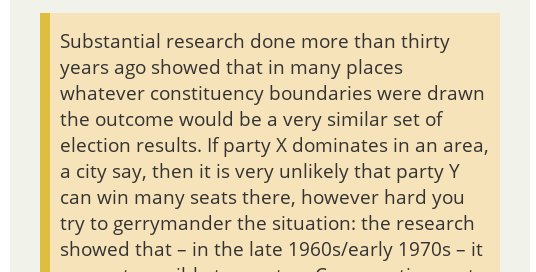 Substantial research done more than thirty
years ago showed that in many places
whatever constituency boundaries were drawn
the outcome would be a very similar set of
election results. If party X dominates in an area,
a city say, then it is very unlikely that party Y
can win many seats there, however hard you
try to gerrymander the situation: the research
showed that – in the late 1960s/early 1970s – it